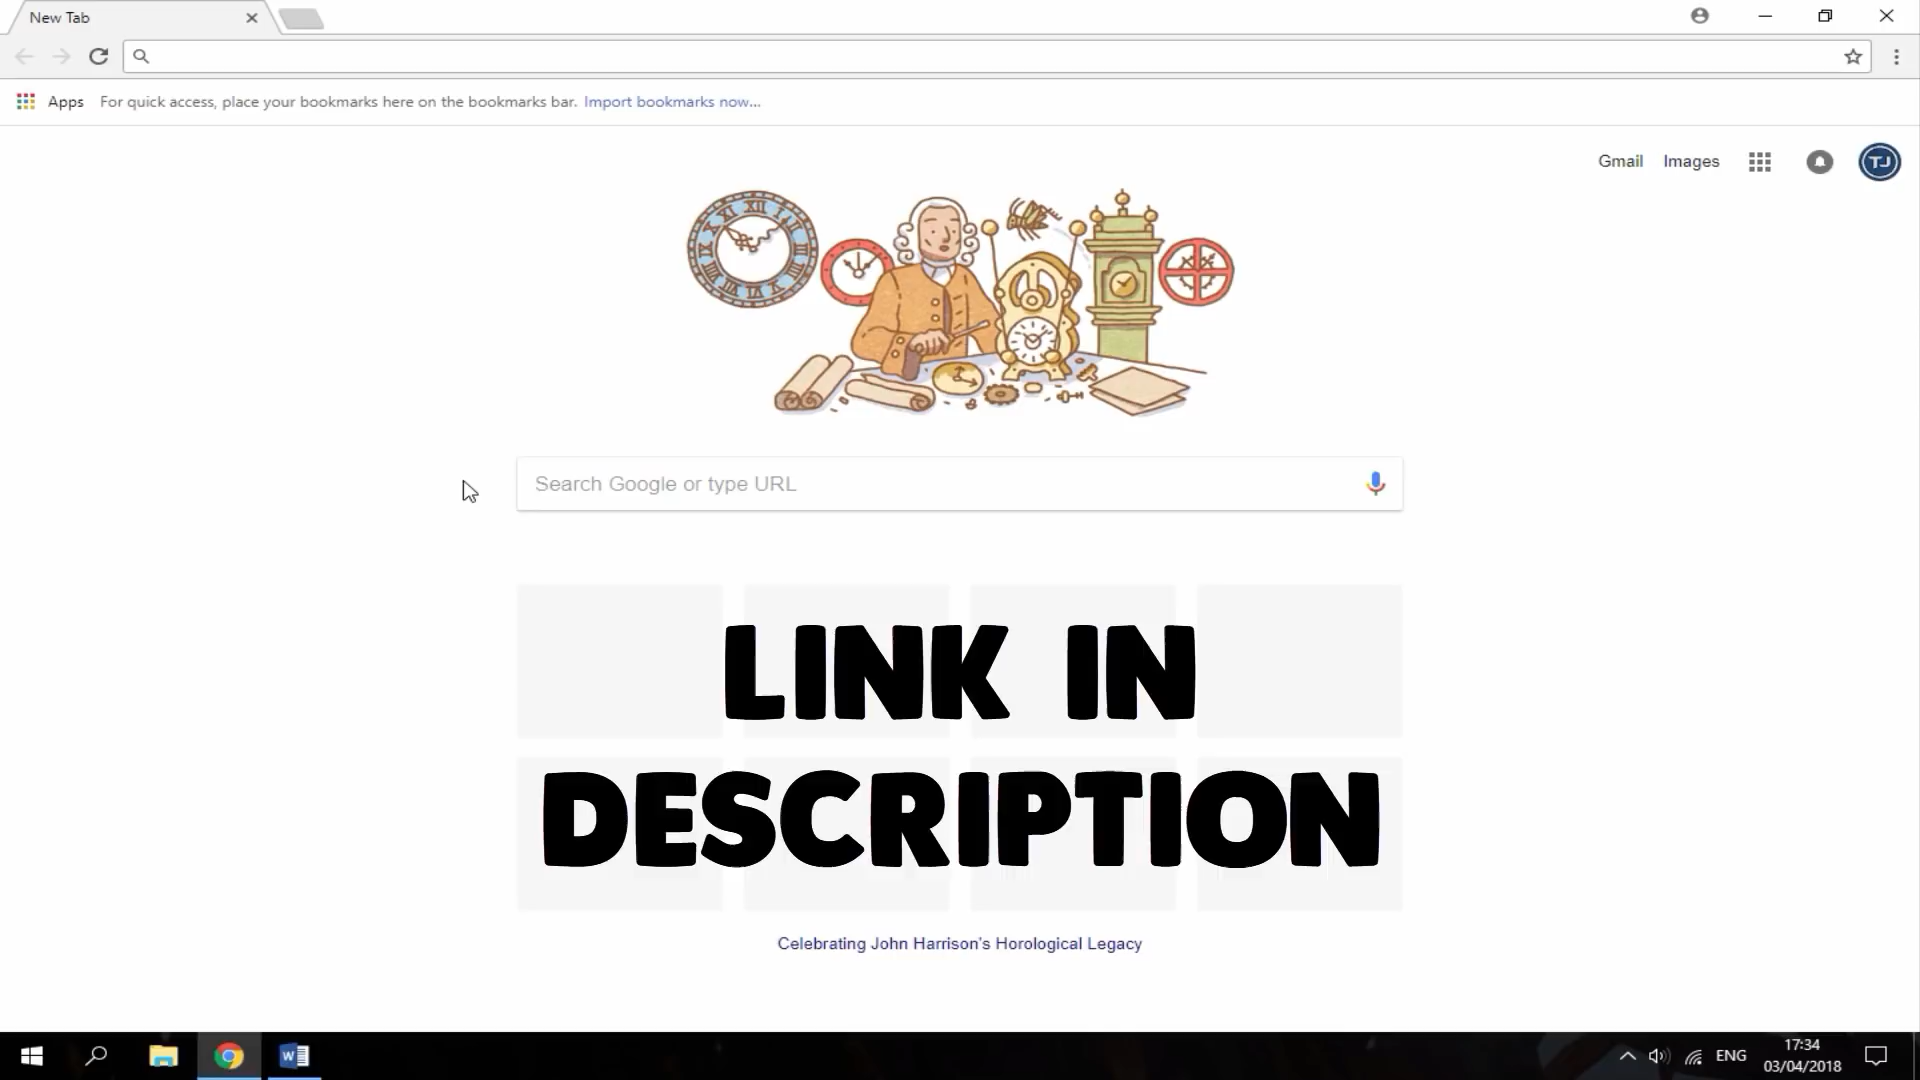 New Tab
Apps For quick access, place your bookmarks here on the bookmarks bar. Import bookmarks now...
Gmail Images
TJ
Search Google or type URL
LINK IN
DESCRIPTION
Celebrating John Harrison's Horological Legacy
ENG
17:34
03/04/2018